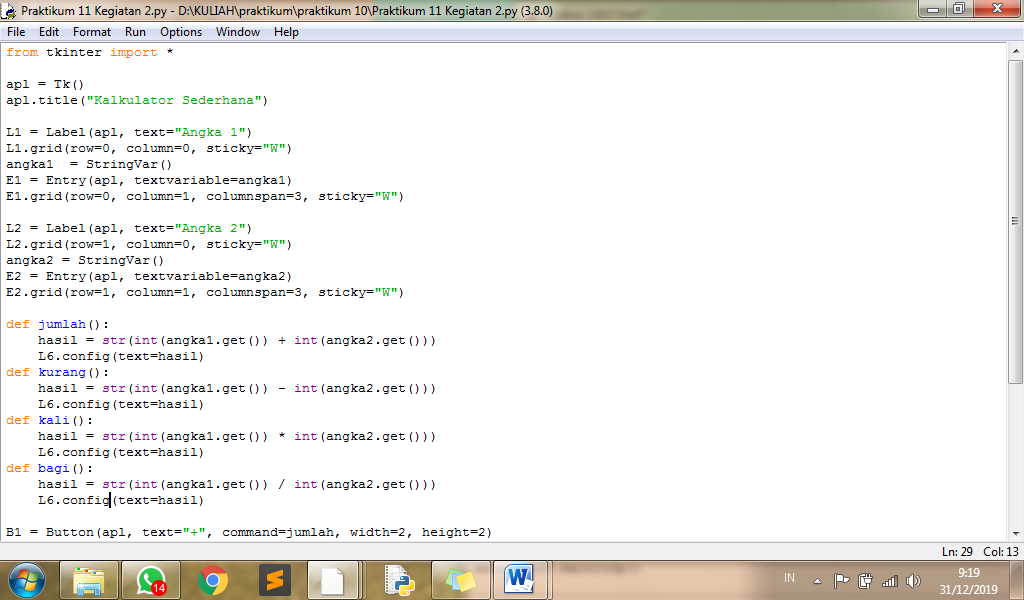 Praktikum 11 Kegiatan 2.py - D:\KULIAH\praktikum\praktikum 10\Praktikum 11 Kegiatan 2.py (3.8.0)
File Edit Format Run Options Window Help
from tkinter import *

apl = Tk()
apl.title("Kalkulator Sederhana")

L1 = Label(apl, text="Angka 1")
L1.grid(row=0, column=0, sticky="W")
angka1  = StringVar()
E1 = Entry(apl, textvariable=angka1)
E1.grid(row=0, column=1, columnspan=3, sticky="W")

L2 = Label(apl, text="Angka 2")
L2.grid(row=1, column=0, sticky="W")
angka2 = StringVar()
E2 = Entry(apl, textvariable=angka2)
E2.grid(row=1, column=1, columnspan=3, sticky="W")

def jumlah():
    hasil = str(int(angka1.get()) + int(angka2.get()))
    L6.config(text=hasil)
def kurang():
    hasil = str(int(angka1.get()) - int(angka2.get()))
    L6.config(text=hasil)
def kali():
    hasil = str(int(angka1.get()) * int(angka2.get()))
    L6.config(text=hasil)
def bagi():
    hasil = str(int(angka1.get()) / int(angka2.get()))
    L6.config(text=hasil)

B1 = Button(apl, text="+", command=jumlah, width=2, height=2)
Ln: 29 Col: 13
14
IN
9:19
31/12/2019